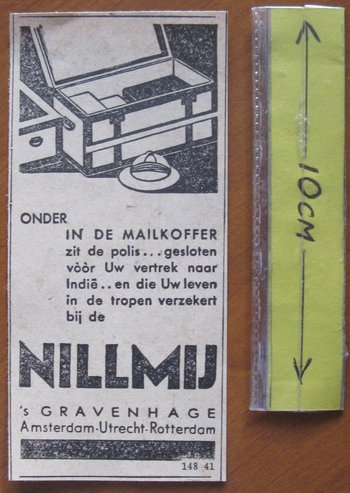 ONDER
IN DE MAILKOFFER
zit de polis...gesloten
vòòr Uw vertrek naar
Indië..en die Uw leven
in de tropen verzekert
bij de
NILLMIJ
's GRAVENHAGE
Amsterdam-Utrecht-Rotterdam
148 41
10CM